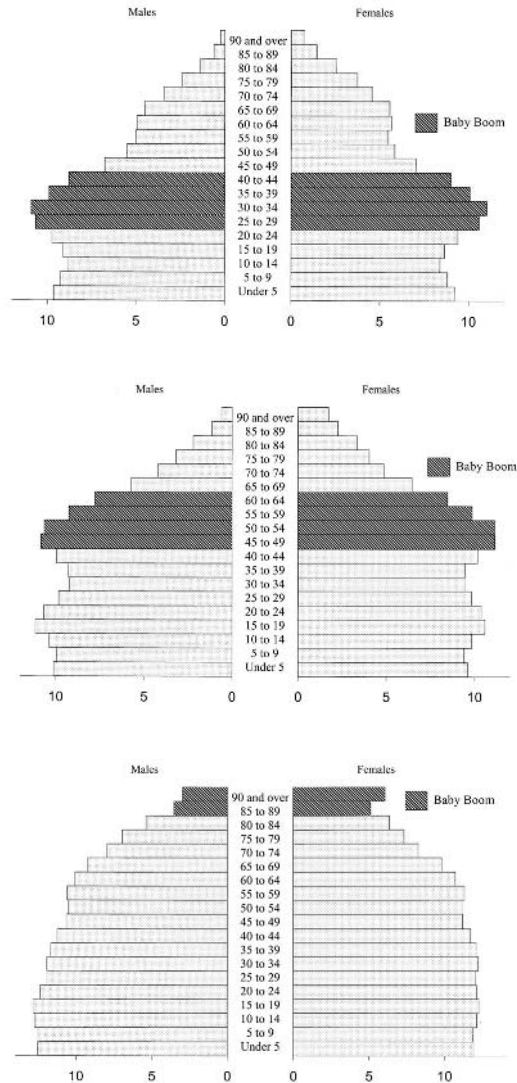 Males Females
90 and over
85 to 89
80 to 84
75 to 79
70 to 74
65 to 69
60 to 64
55 to 59
50 to 54
45 to 49
40 to 44
35 to 39
30 to 34
25 to 29
20 to 24
15 to 19
10 to 14
5 to 9
Under 5
Baby Boom
10 5 0 0 5 10
Males Females
90 and over
85 to 89
80 to 84
75 to 79
70 to 74
65 to 69
60 to 64
55 to 59
50 to 54
45 to 49
40 to 44
35 to 39
30 to 34
25 to 29
20 to 24
15 to 19
10 to 14
5 to 9
Under 5
Baby Boom
10 5 0 0 5 10
Males Females
90 and over
85 to 89
80 to 84
75 to 79
70 to 74
65 to 69
60 to 64
55 to 59
50 to 54
45 to 49
40 to 44
35 to 39
30 to 34
25 to 29
20 to 24
15 to 19
10 to 14
5 to 9
Under 5
Baby Boom
10 5 0 0 5 10